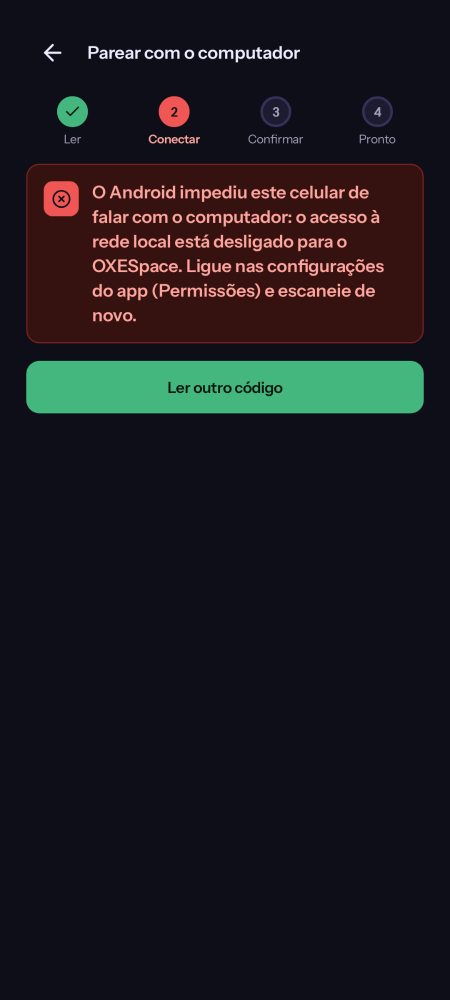 Parear com o computador
2
3
4
Ler
Conectar
Confirmar
Pronto
O Android impediu este celular de
falar com o computador: o acesso à
rede local está desligado para o
OXESpace. Ligue nas configurações
do app (Permissões) e escaneie de
novo.
Ler outro código